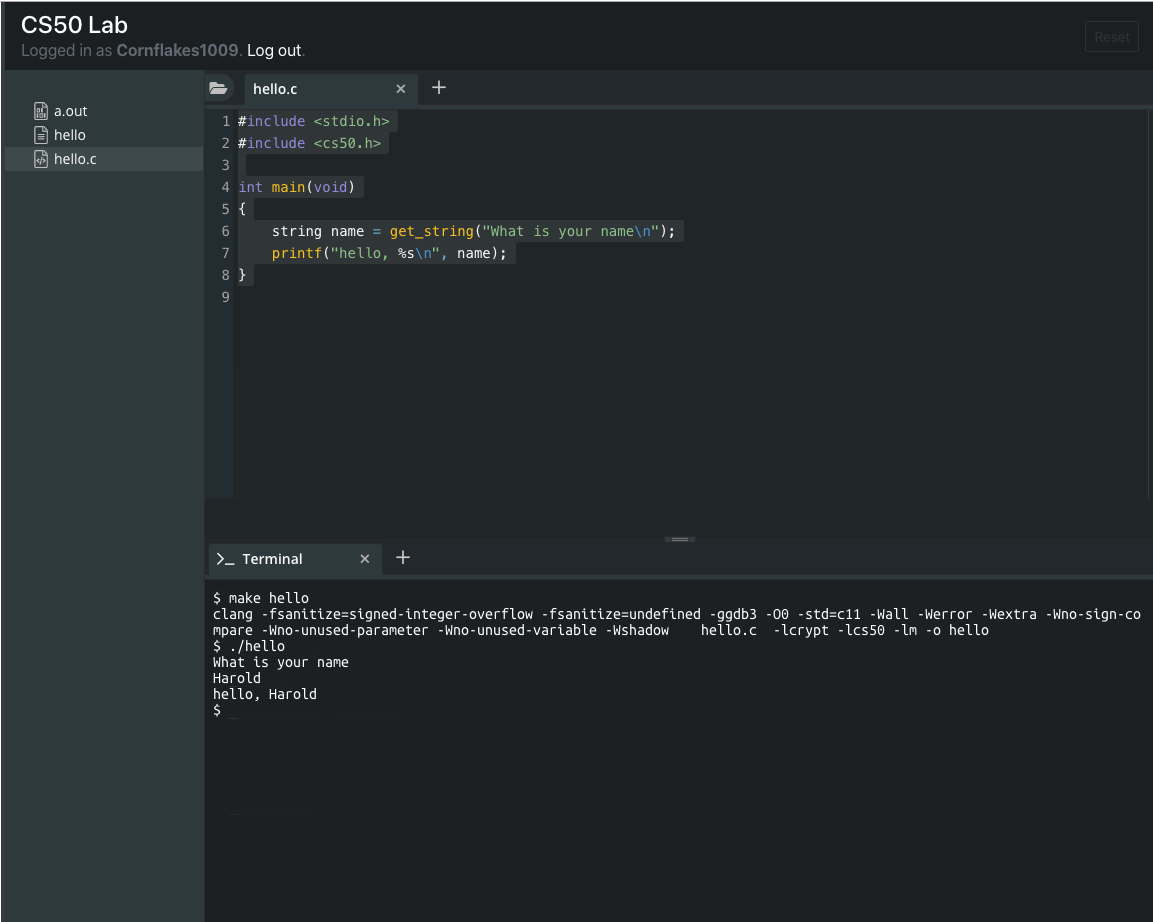 CS50 Lab
Logged in as Cornflakes1009. Log out.
Reset
a.out
hello
hello.c
hello.c × +
1 #include <stdio.h>
2 #include <cs50.h>
3
4 int main(void)
5 {
6     string name = get_string("What is your name\n");
7     printf("hello, %s\n", name);
8 }
9
>_ Terminal × +
$ make hello
clang -fsanitize=signed-integer-overflow -fsanitize=undefined -ggdb3 -O0 -std=c11 -Wall -Werror -Wextra -Wno-sign-co
mpare -Wno-unused-parameter -Wno-unused-variable -Wshadow    hello.c  -lcrypt -lcs50 -lm -o hello
$ ./hello
What is your name
Harold
hello, Harold
$ _